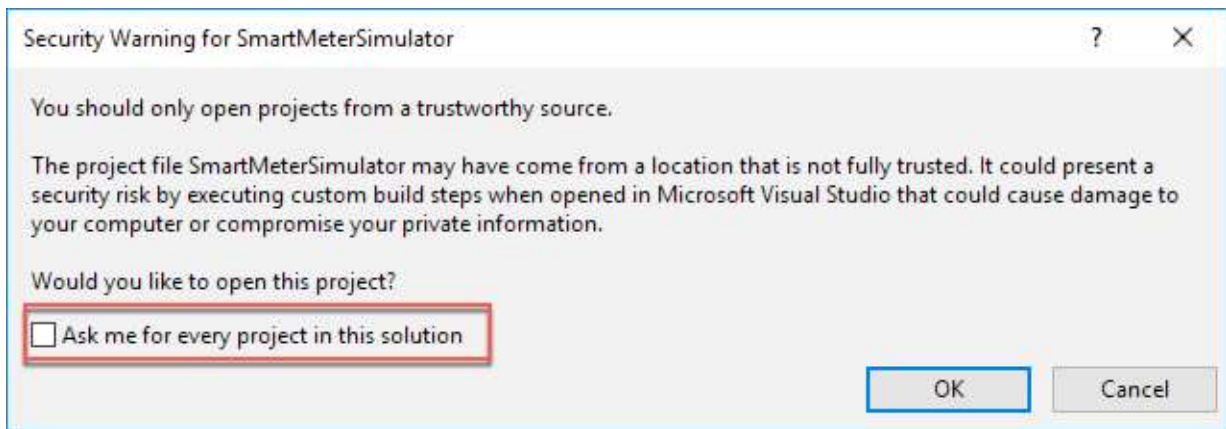 Security Warning for SmartMeterSimulator ?
You should only open projects from a trustworthy source.
The project file SmartMeterSimulator may have come from a location that is not fully trusted. It could present a
security risk by executing custom build steps when opened in Microsoft Visual Studio that could cause damage to
your computer or compromise your private information.
Would you like to open this project?
Ask me for every project in this solution
OK Cancel